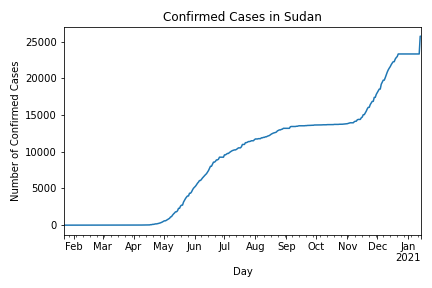 Confirmed Cases in Sudan
Number of Confirmed Cases
25000
20000
15000
10000
5000
0
Feb Mar Apr May Jun Jul Aug Sep Oct Nov Dec Jan
2021
Day